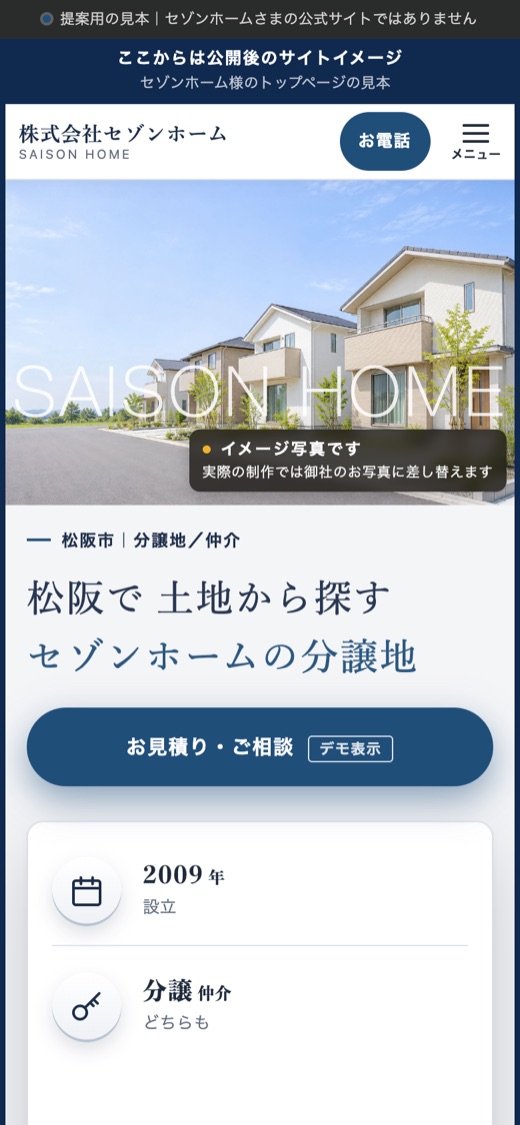 提案用の見本｜セゾンホームさまの公式サイトではありません
ここからは公開後のサイトイメージ
セゾンホーム様のトップページの見本
株式会社セゾンホーム
SAISON HOME
お電話
メニュー
SAISON HOME
イメージ写真です
実際の制作では御社のお写真に差し替えます
松阪市｜分譲地／仲介
松阪で 土地から探す
セゾンホームの分譲地
お見積り・ご相談 デモ表示
2009 年
設立
分譲 仲介
どちらも